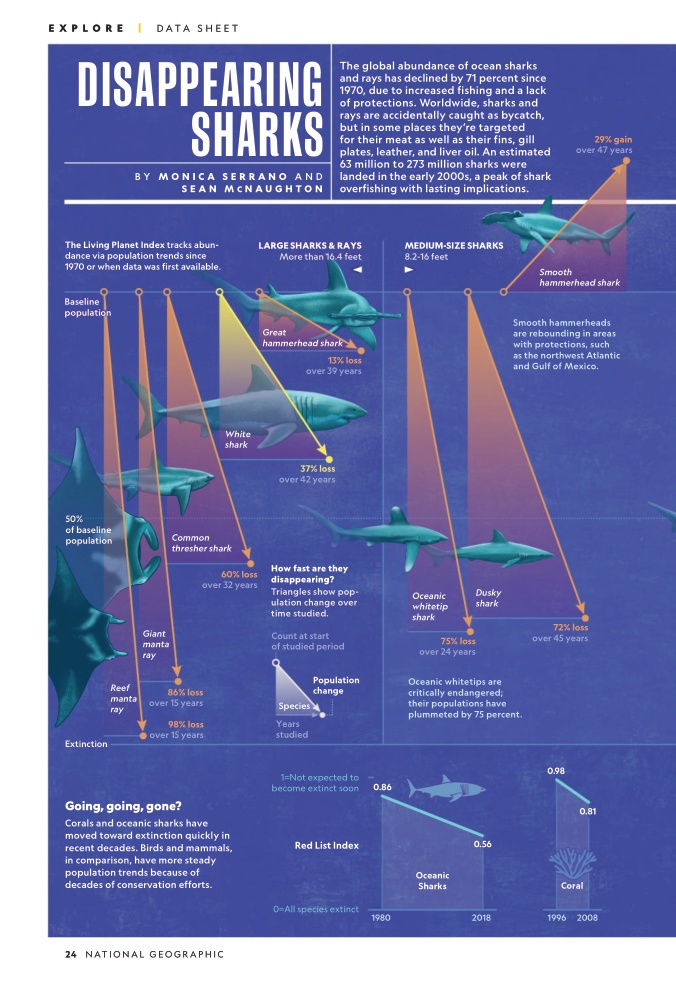 EXPLORE | DATA SHEET
DISAPPEARING
SHARKS
BY MONICA SERRANO AND
SEAN McNAUGHTON
The global abundance of ocean sharks
and rays has declined by 71 percent since
1970, due to increased fishing and a lack
of protections. Worldwide, sharks and
rays are accidentally caught as bycatch,
but in some places they're targeted
for their meat as well as their fins, gill
plates, leather, and liver oil. An estimated
63 million to 273 million sharks were
landed in the early 2000s, a peak of shark
overfishing with lasting implications.
29% gain
over 47 years
The Living Planet Index tracks abun-
dance via population trends since
1970 or when data was first available.
LARGE SHARKS & RAYS
More than 16.4 feet
MEDIUM-SIZE SHARKS
8.2-16 feet
Smooth
hammerhead shark
Baseline
population
Smooth hammerheads
are rebounding in areas
with protections, such
as the northwest Atlantic
and Gulf of Mexico.
Great
hammerhead shark
13% loss
over 39 years
White
shark
37% loss
over 42 years
50%
of baseline
population
Common
thresher shark
60% loss
over 32 years
How fast are they
disappearing?
Triangles show pop-
ulation change over
time studied.
Count at start
of studied period
Population
change
Species
Years
studied
Oceanic
whitetip
shark
75% loss
over 24 years
Dusky
shark
72% loss
over 45 years
Giant
manta
ray
86% loss
over 15 years
Reef
manta
ray
98% loss
over 15 years
Oceanic whitetips are
critically endangered;
their populations have
plummeted by 75 percent.
Extinction
Going, going, gone?
Corals and oceanic sharks have
moved toward extinction quickly in
recent decades. Birds and mammals,
in comparison, have more steady
population trends because of
decades of conservation efforts.
1=Not expected to
become extinct soon
0.86
0.56
0.98
0.81
Red List Index
Oceanic
Sharks
Coral
0=All species extinct
1980 2018 1996 2008
24 NATIONAL GEOGRAPHIC